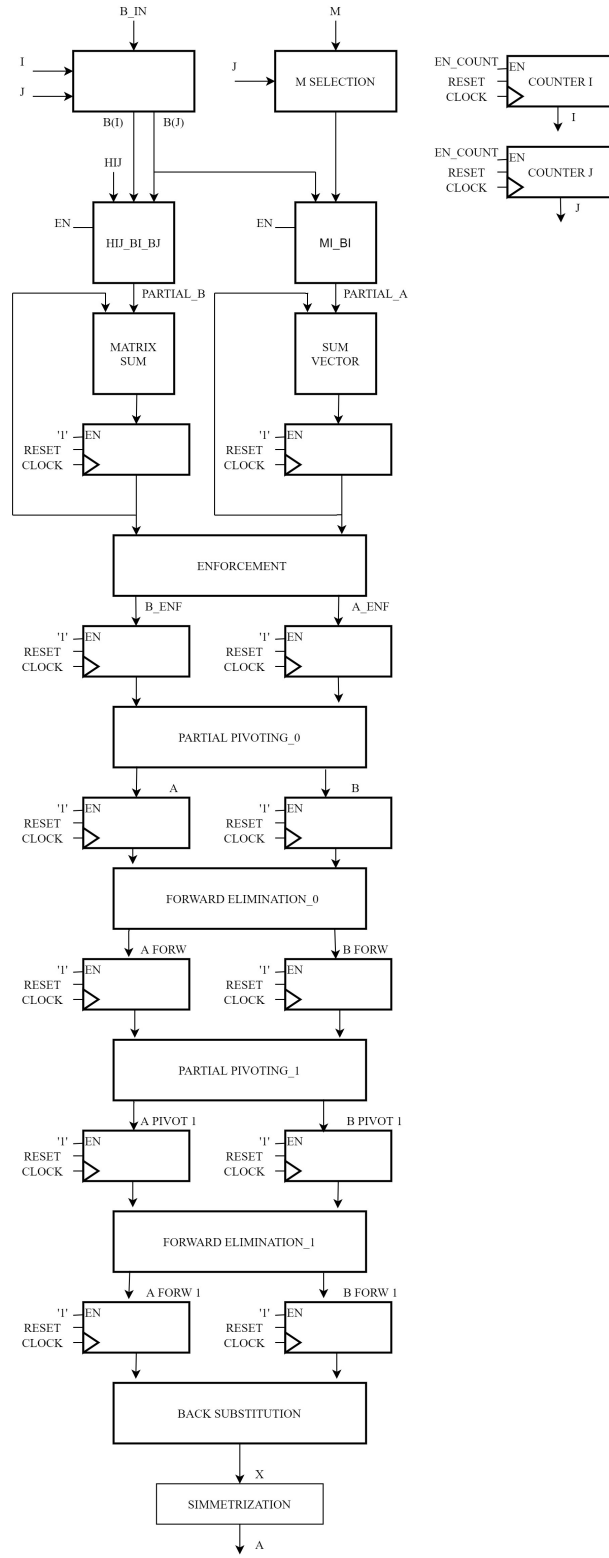 B_IN
M
I
J
J
M SELECTION
EN_COUNT
EN
RESET
COUNTER I
CLOCK
I
B(I)
B(J)
EN_COUNT
EN
RESET
COUNTER J
CLOCK
J
HIJ
EN
HIJ_BI_BJ
EN
MI_BI
PARTIAL_B
PARTIAL_A
MATRIX
SUM
SUM
VECTOR
'1'
EN
RESET
CLOCK
'1'
EN
RESET
CLOCK
ENFORCEMENT
B_ENF
A_ENF
'1'
EN
RESET
CLOCK
'1'
EN
RESET
CLOCK
PARTIAL PIVOTING_0
A
B
'1'
EN
RESET
CLOCK
'1'
EN
RESET
CLOCK
FORWARD ELIMINATION_0
A FORW
B FORW
'1'
EN
RESET
CLOCK
'1'
EN
RESET
CLOCK
PARTIAL PIVOTING_1
A PIVOT 1
B PIVOT 1
'1'
EN
RESET
CLOCK
'1'
EN
RESET
CLOCK
FORWARD ELIMINATION_1
A FORW 1
B FORW 1
'1'
EN
RESET
CLOCK
'1'
EN
RESET
CLOCK
BACK SUBSTITUTION
X
SIMMETRIZATION
A